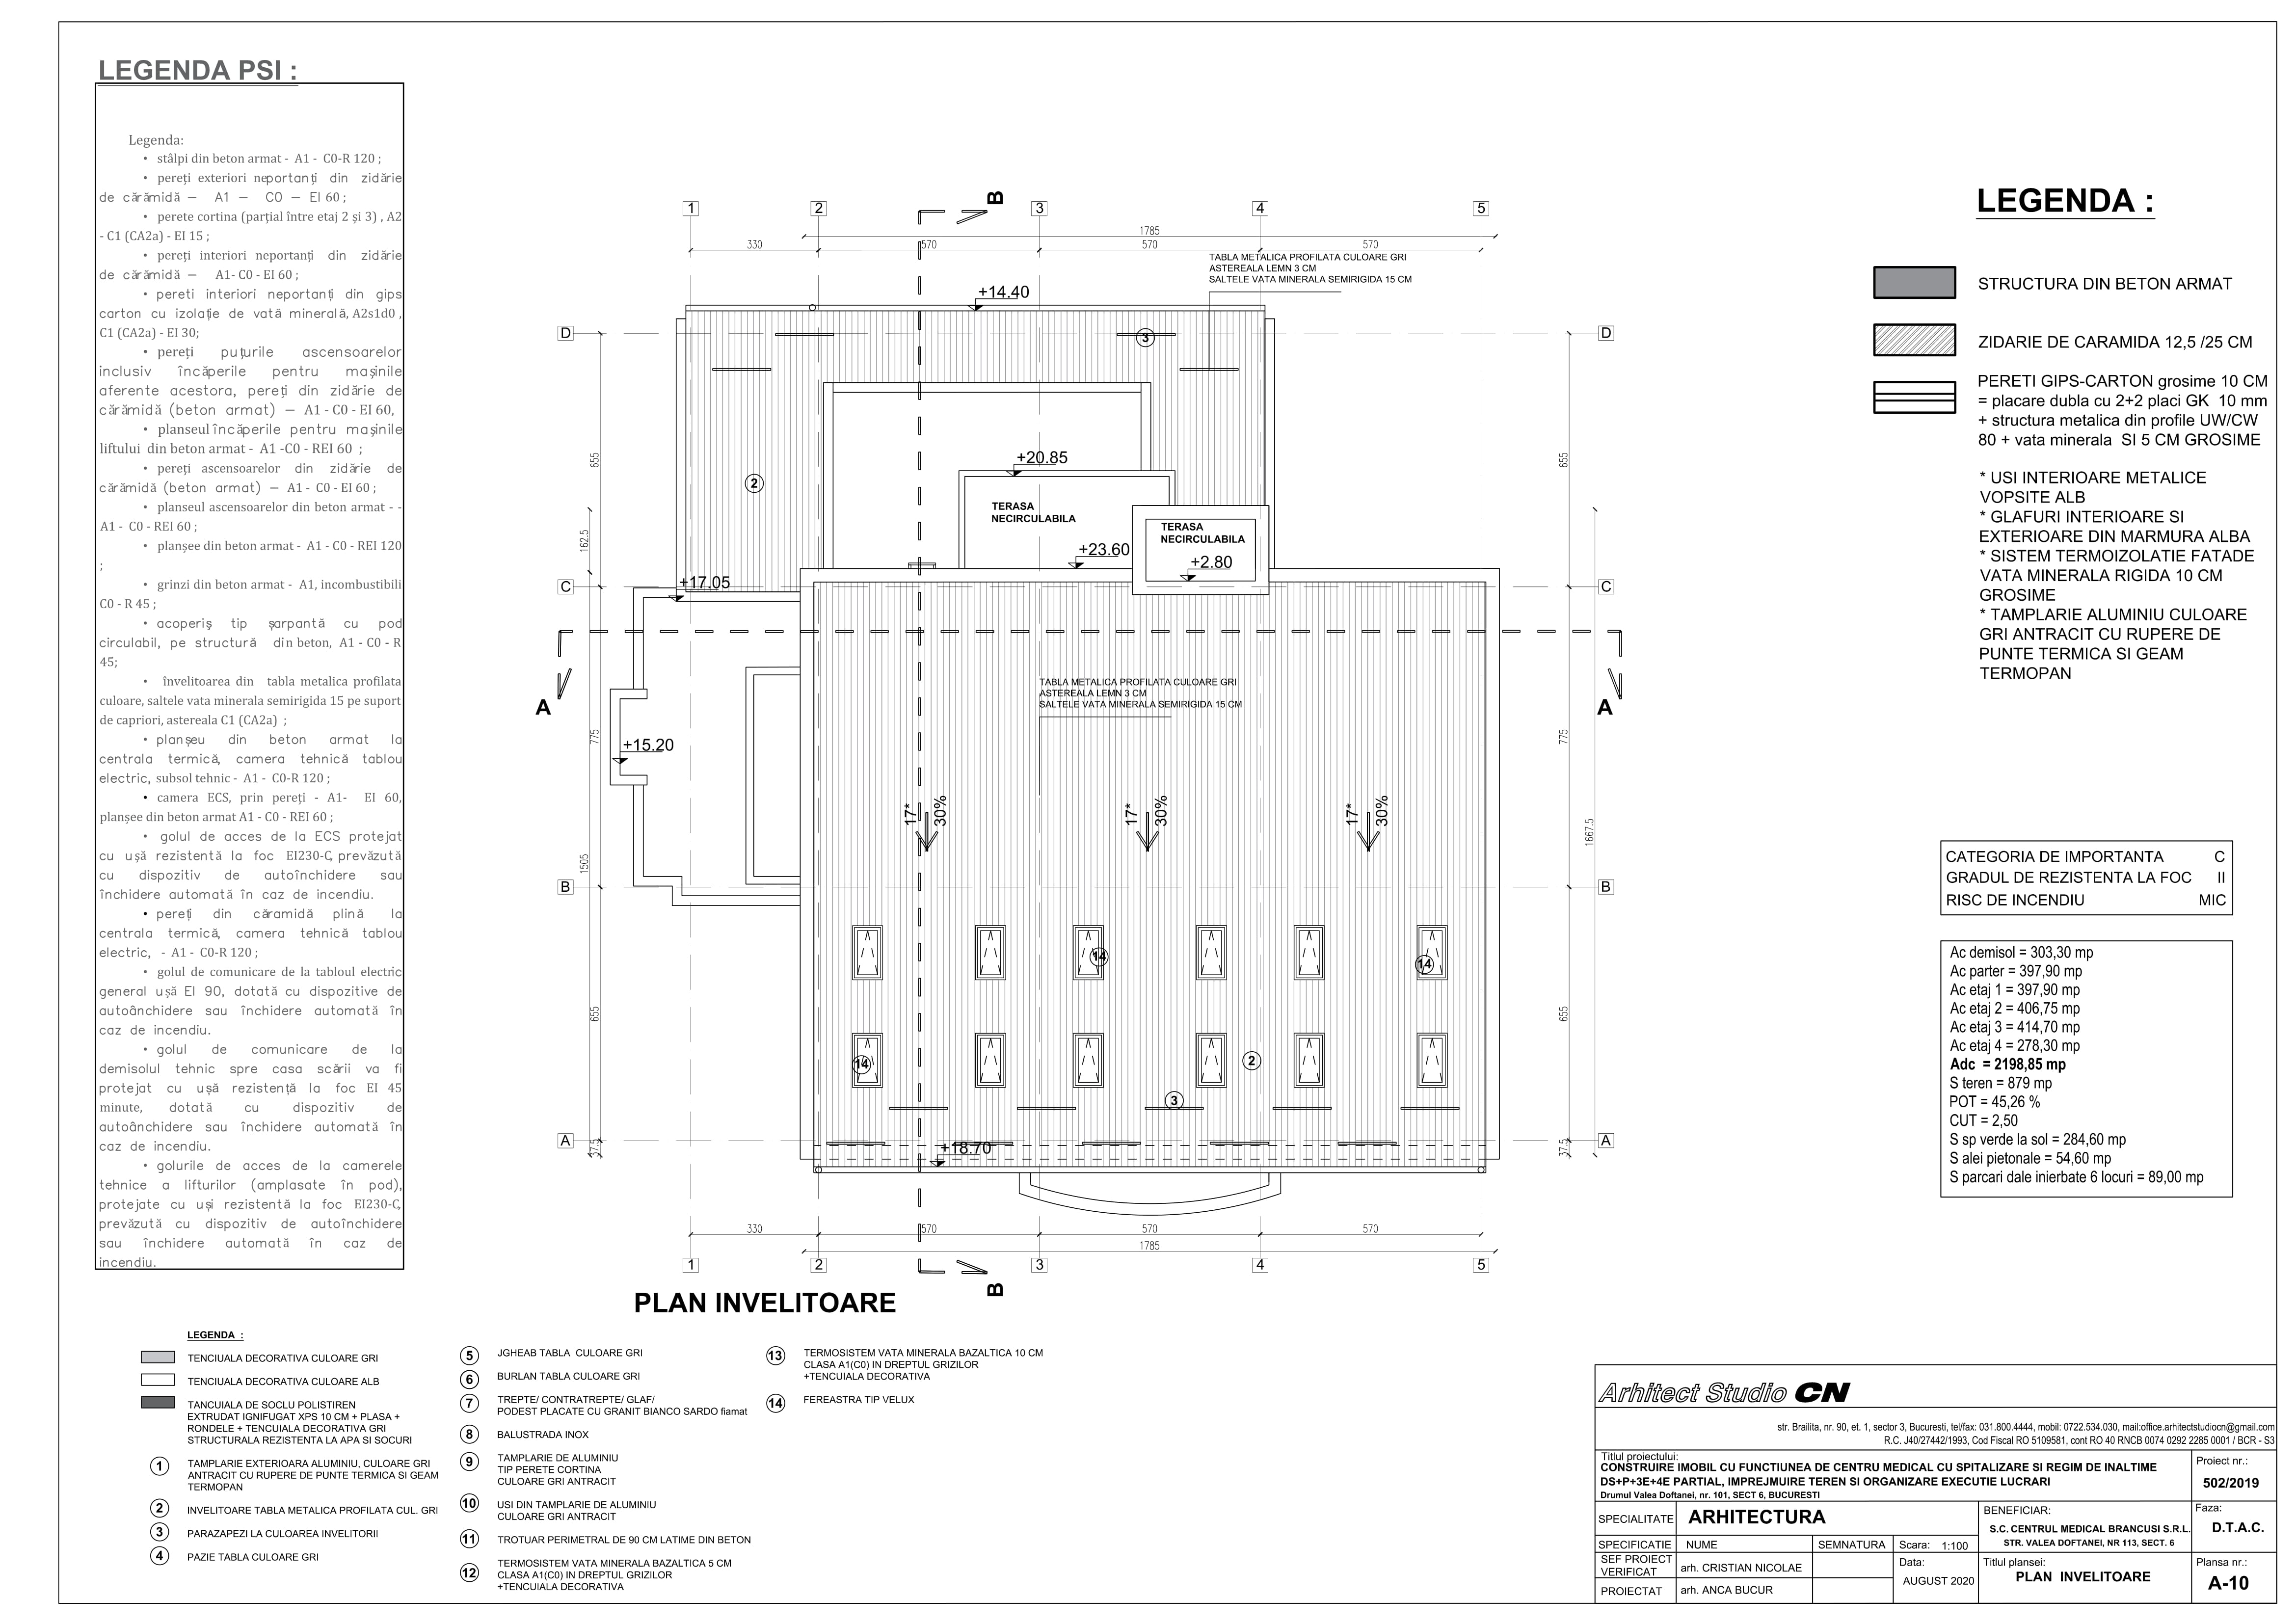 LEGENDA PSI :
Legenda:
• stâlpi din beton armat - A1 - C0-R 120 ;
• pereți exteriori neportanți din zidărie
de cărămidă – A1 – C0 – EI 60 ;
• perete cortina (parțial între etaj 2 și 3) , A2
- C1 (CA2a) - EI 15 ;
• pereți interiori neportanți din zidărie
de cărămidă – A1- C0 - EI 60 ;
• pereti interiori neportanți din gips
carton cu izolație de vată minerală, A2s1d0 ,
C1 (CA2a) - EI 30;
• pereți puțurile ascensoarelor
inclusiv încăperile pentru mașinile
aferente acestora, pereți din zidărie de
cărămidă (beton armat) – A1 - C0 - EI 60,
• planseul încăperile pentru mașinile
liftului din beton armat - A1 -C0 - REI 60 ;
• pereți ascensoarelor din zidărie de
cărămidă (beton armat) – A1 - C0 - EI 60 ;
• planseul ascensoarelor din beton armat - -
A1 - C0 - REI 60 ;
• planșee din beton armat - A1 - C0 - REI 120
;
• grinzi din beton armat - A1, incombustibili
C0 - R 45 ;
• acoperiș tip șarpantă cu pod
circulabil, pe structură din beton, A1 - C0 - R
45;
• învelitoarea din tabla metalica profilata
culoare, saltele vata minerala semirigida 15 pe suport
de capriori, astereala C1 (CA2a) ;
• planșeu din beton armat la
centrala termică, camera tehnică tablou
electric, subsol tehnic - A1 - C0-R 120 ;
• camera ECS, prin pereți - A1- EI 60,
planșee din beton armat A1 - C0 - REI 60 ;
• golul de acces de la ECS protejat
cu ușă rezistentă la foc EI230-C, prevăzută
cu dispozitiv de autoînchidere sau
închidere automată în caz de incendiu.
• pereți din căramidă plină la
centrala termică, camera tehnică tablou
electric, - A1 - C0-R 120 ;
• golul de comunicare de la tabloul electric
general ușă EI 90, dotată cu dispozitive de
autoânchidere sau închidere automată în
caz de incendiu.
• golul de comunicare de la
demisolul tehnic spre casa scării va fi
protejat cu ușă rezistență la foc EI 45
minute, dotată cu dispozitiv de
autoânchidere sau închidere automată în
caz de incendiu.
• golurile de acces de la camerele
tehnice a lifturilor (amplasate în pod),
protejate cu uși rezistentă la foc EI230-C,
prevăzută cu dispozitiv de autoînchidere
sau închidere automată în caz de
incendiu.
B
1 2 3 4 5
1785
330 570 570 570
TABLA METALICA PROFILATA CULOARE GRI
ASTEREALA LEMN 3 CM
SALTELE VATA MINERALA SEMIRIGIDA 15 CM
+14.40
D 3 D
655 +20.85 655
2
TERASA
NECIRCULABILA
TERASA
NECIRCULABILA
162.5 +23.60
+2.80
C +17.05 C
TABLA METALICA PROFILATA CULOARE GRI
ASTEREALA LEMN 3 CM
SALTELE VATA MINERALA SEMIRIGIDA 15 CM
A A
775 +15.20 775
17* 30% 17* 30% 17* 30%
1505 1667.5
B B
14 14
655 14 2 655
3
A A
37.5 +18.70 37.5
330 570 570 570
1785
1 2 3 4 5
B
PLAN INVELITOARE
LEGENDA :
STRUCTURA DIN BETON ARMAT
ZIDARIE DE CARAMIDA 12,5 /25 CM
PERETI GIPS-CARTON grosime 10 CM
= placare dubla cu 2+2 placi GK 10 mm
+ structura metalica din profile UW/CW
80 + vata minerala SI 5 CM GROSIME
* USI INTERIOARE METALICE
VOPSITE ALB
* GLAFURI INTERIOARE SI
EXTERIOARE DIN MARMURA ALBA
* SISTEM TERMOIZOLATIE FATADE
VATA MINERALA RIGIDA 10 CM
GROSIME
* TAMPLARIE ALUMINIU CULOARE
GRI ANTRACIT CU RUPERE DE
PUNTE TERMICA SI GEAM
TERMOPAN
CATEGORIA DE IMPORTANTA C
GRADUL DE REZISTENTA LA FOC II
RISC DE INCENDIU MIC
Ac demisol = 303,30 mp
Ac parter = 397,90 mp
Ac etaj 1 = 397,90 mp
Ac etaj 2 = 406,75 mp
Ac etaj 3 = 414,70 mp
Ac etaj 4 = 278,30 mp
Adc = 2198,85 mp
S teren = 879 mp
POT = 45,26 %
CUT = 2,50
S sp verde la sol = 284,60 mp
S alei pietonale = 54,60 mp
S parcari dale inierbate 6 locuri = 89,00 mp
LEGENDA :
TENCIUALA DECORATIVA CULOARE GRI
TENCIUALA DECORATIVA CULOARE ALB
TANCUIALA DE SOCLU POLISTIREN
EXTRUDAT IGNIFUGAT XPS 10 CM + PLASA +
RONDELE + TENCUIALA DECORATIVA GRI
STRUCTURALA REZISTENTA LA APA SI SOCURI
1 TAMPLARIE EXTERIOARA ALUMINIU, CULOARE GRI
ANTRACIT CU RUPERE DE PUNTE TERMICA SI GEAM
TERMOPAN
2 INVELITOARE TABLA METALICA PROFILATA CUL. GRI
3 PARAZAPEZI LA CULOAREA INVELITORII
4 PAZIE TABLA CULOARE GRI
5 JGHEAB TABLA CULOARE GRI
6 BURLAN TABLA CULOARE GRI
7 TREPTE/ CONTRATREPTE/ GLAF/
PODEST PLACATE CU GRANIT BIANCO SARDO fiamat
8 BALUSTRADA INOX
9 TAMPLARIE DE ALUMINIU
TIP PERETE CORTINA
CULOARE GRI ANTRACIT
10 USI DIN TAMPLARIE DE ALUMINIU
CULOARE GRI ANTRACIT
11 TROTUAR PERIMETRAL DE 90 CM LATIME DIN BETON
12 TERMOSISTEM VATA MINERALA BAZALTICA 5 CM
CLASA A1(C0) IN DREPTUL GRIZILOR
+TENCUIALA DECORATIVA
13 TERMOSISTEM VATA MINERALA BAZALTICA 10 CM
CLASA A1(C0) IN DREPTUL GRIZILOR
+TENCUIALA DECORATIVA
14 FEREASTRA TIP VELUX
Arhitect Studio CN
str. Brailita, nr. 90, et. 1, sector 3, Bucuresti, tel/fax: 031.800.4444, mobil: 0722.534.030, mail:office.arhitectstudiocn@gmail.com
R.C. J40/27442/1993, Cod Fiscal RO 5109581, cont RO 40 RNCB 0074 0292 2285 0001 / BCR - S3
Titlul proiectului:
CONSTRUIRE IMOBIL CU FUNCTIUNEA DE CENTRU MEDICAL CU SPITALIZARE SI REGIM DE INALTIME
DS+P+3E+4E PARTIAL, IMPREJMUIRE TEREN SI ORGANIZARE EXECUTIE LUCRARI
Drumul Valea Doftanei, nr. 101, SECT 6, BUCURESTI
Proiect nr.:
502/2019
SPECIALITATE ARHITECTURA
BENEFICIAR:
S.C. CENTRUL MEDICAL BRANCUSI S.R.L.
STR. VALEA DOFTANEI, NR 113, SECT. 6
Faza:
D.T.A.C.
SPECIFICATIE NUME SEMNATURA Scara: 1:100
SEF PROIECT
VERIFICAT arh. CRISTIAN NICOLAE
PROIECTAT arh. ANCA BUCUR
Data:
AUGUST 2020
Titlul plansei:
PLAN INVELITOARE
Plansa nr.:
A-10